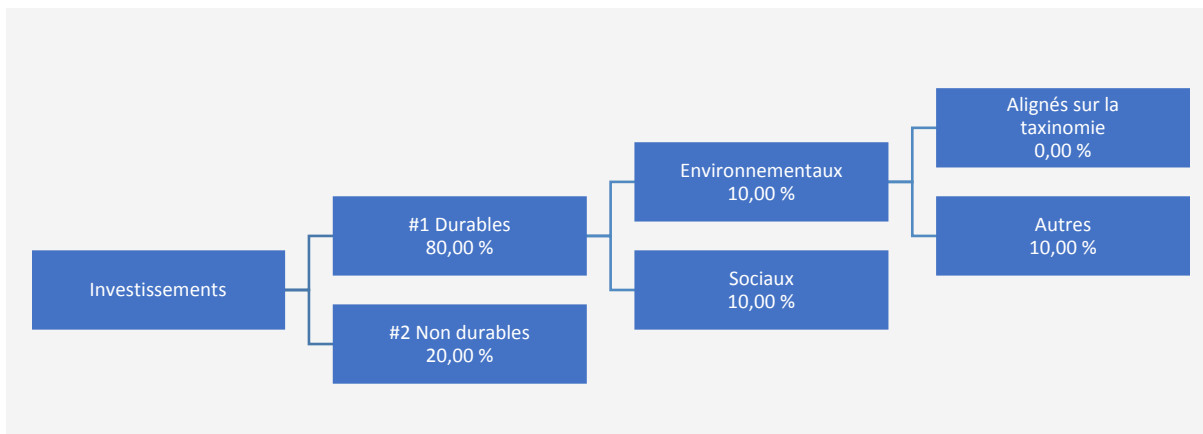 Investissements
#1 Durables
80,00 %
#2 Non durables
20,00 %
Environnementaux
10,00 %
Sociaux
10,00 %
Alignés sur la
taxinomie
0,00 %
Autres
10,00 %